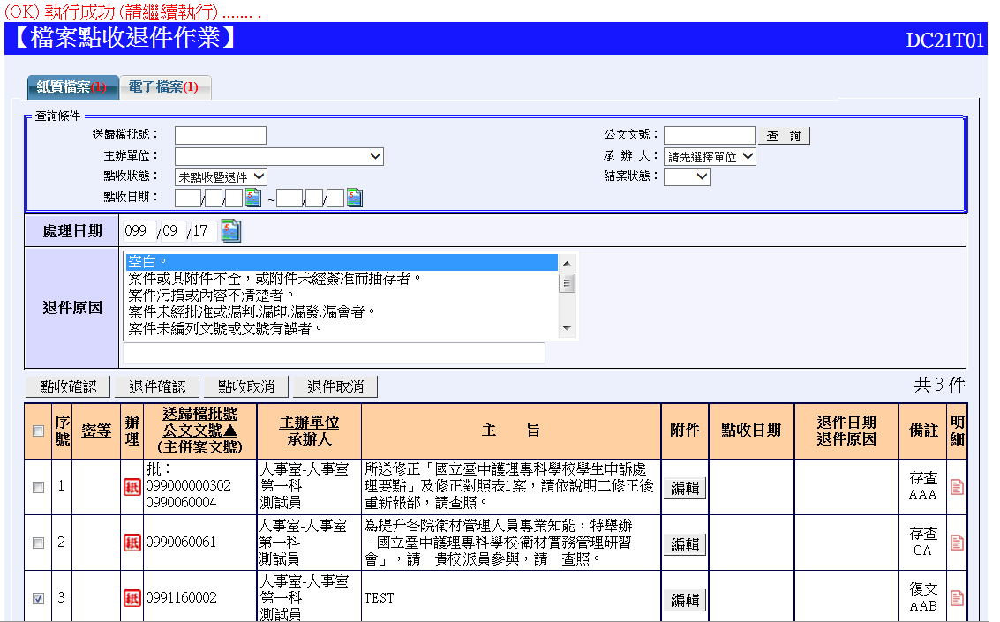 (OK) 執行成功 (請繼續執行) ....... .
【檔案點收退件作業】 DC21T01
紙質檔案(1) 電子檔案(1)
查詢條件
送歸檔批號： 公文文號： 查 詢
主辦單位： 承 辦 人： 請先選擇單位
點收狀態： 未點收暨退件 結案狀態：
點收日期： / / ~ / /
處理日期 099 /09 /17
退件原因
空白。
案件或其附件不全，或附件未經簽准而抽存者。
案件污損或內容不清楚者。
案件未經批准或漏判.漏印.漏發.漏會者。
案件未編列文號或文號有誤者。
點收確認 退件確認 點收取消 退件取消 共 3 件
序號 密等 辦理 送歸檔批號 公文文號▲ (主併案文號) 主辦單位 承辦人 主 旨 附件 點收日期 退件日期 退件原因 備註 明細
1 紙 批：
099000000302
0990060004
人事室-人事室
第一科
測試員
所送修正「國立臺中護理專科學校學生申訴處
理要點」及修正對照表1案，請依說明二修正後
重新報部，請查照。
編輯
存查
AAA
2 紙 0990060061
人事室-人事室
第一科
測試員
為提升各院衛材管理人員專業知能，特舉辦
「國立臺中護理專科學校衛材實務管理研習
會」，請 貴校派員參與，請 查照。
編輯
存查
CA
3 紙 0991160002
人事室-人事室
第一科
測試員
TEST
編輯
復文
AAB